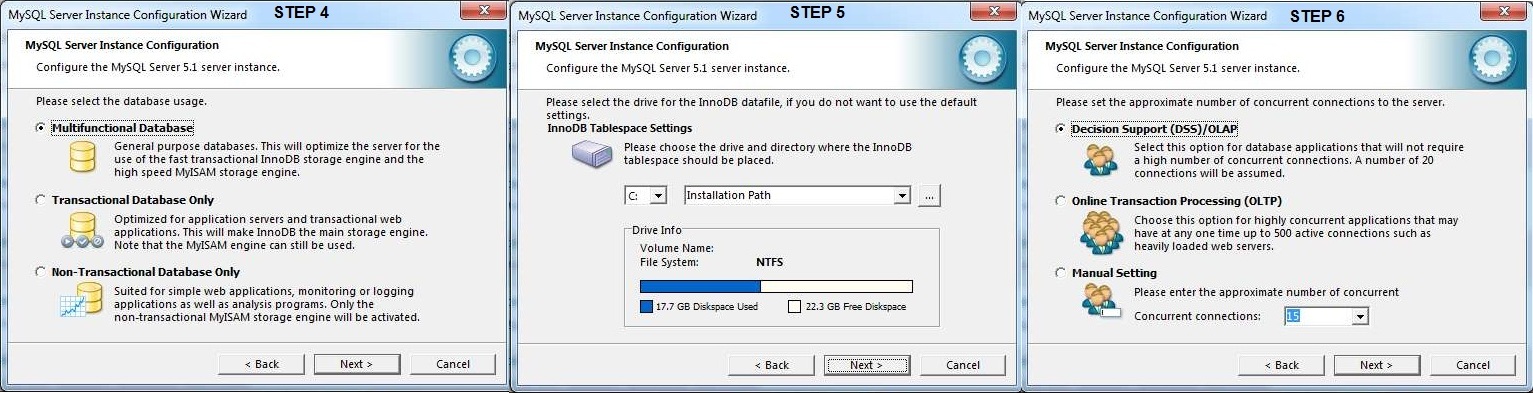 MySQL Server Instance Configuration Wizard STEP 4
MySQL Server Instance Configuration
Configure the MySQL Server 5.1 server instance.
Please select the database usage.
Multifunctional Database
General purpose databases. This will optimize the server for the
use of the fast transactional InnoDB storage engine and the
high speed MyISAM storage engine.
Transactional Database Only
Optimized for application servers and transactional web
applications. This will make InnoDB the main storage engine.
Note that the MyISAM engine can still be used.
Non-Transactional Database Only
Suited for simple web applications, monitoring or logging
applications as well as analysis programs. Only the
non-transactional MyISAM storage engine will be activated.
< Back Next > Cancel
MySQL Server Instance Configuration Wizard STEP 5
MySQL Server Instance Configuration
Configure the MySQL Server 5.1 server instance.
Please select the drive for the InnoDB datafile, if you do not want to use the default
settings.
InnoDB Tablespace Settings
Please choose the drive and directory where the InnoDB
tablespace should be placed.
C: Installation Path ...
Drive Info
Volume Name:
File System: NTFS
17.7 GB Diskspace Used 22.3 GB Free Diskspace
< Back Next > Cancel
MySQL Server Instance Configuration Wizard STEP 6
MySQL Server Instance Configuration
Configure the MySQL Server 5.1 server instance.
Please set the approximate number of concurrent connections to the server.
Decision Support (DSS)/OLAP
Select this option for database applications that will not require
a high number of concurrent connections. A number of 20
connections will be assumed.
Online Transaction Processing (OLTP)
Choose this option for highly concurrent applications that may
have at any one time up to 500 active connections such as
heavily loaded web servers.
Manual Setting
Please enter the approximate number of concurrent
Concurrent connections: 15
< Back Next > Cancel